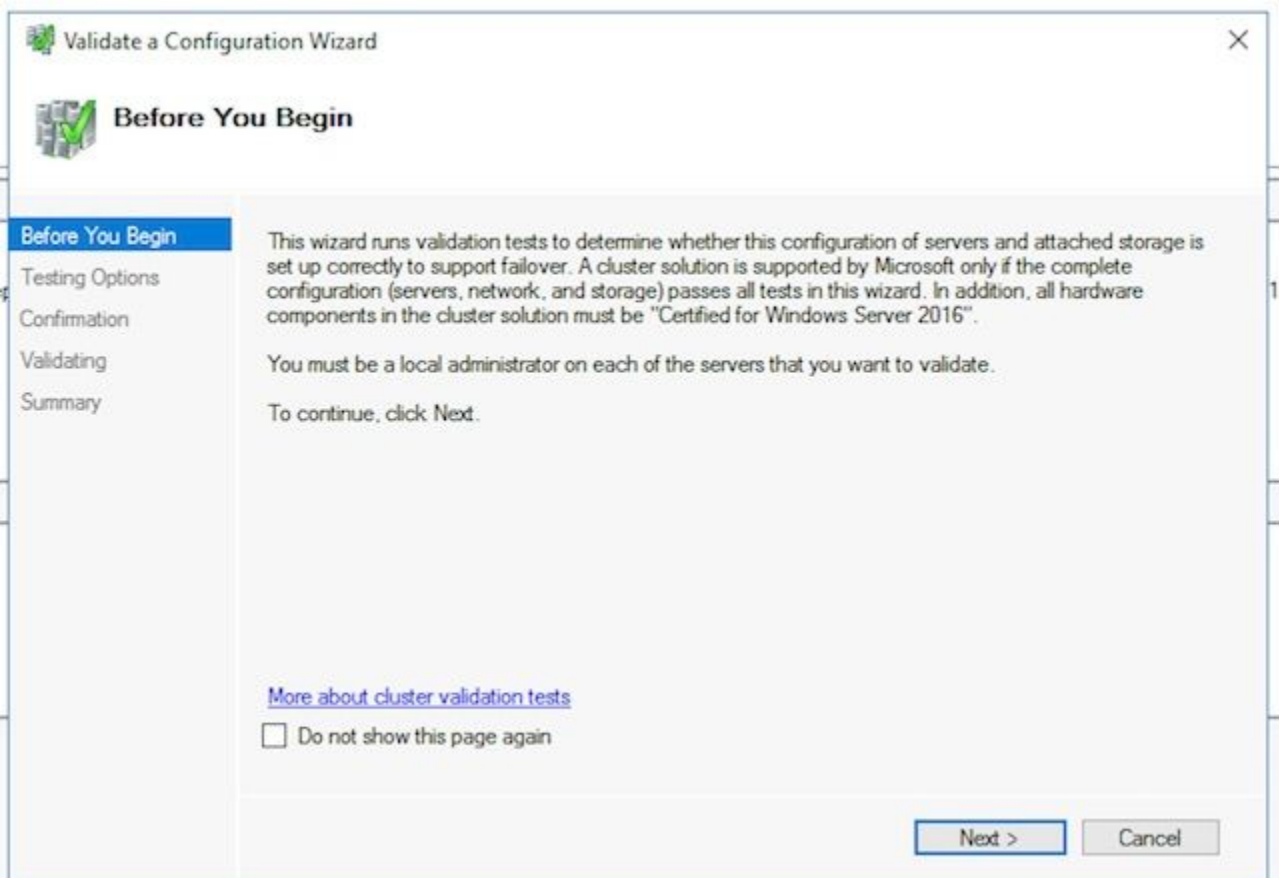 Validate a Configuration Wizard
Before You Begin
Before You Begin
Testing Options
Confirmation
Validating
Summary
This wizard runs validation tests to determine whether this configuration of servers and attached storage is
set up correctly to support failover. A cluster solution is supported by Microsoft only if the complete
configuration (servers, network, and storage) passes all tests in this wizard. In addition, all hardware
components in the cluster solution must be "Certified for Windows Server 2016".
You must be a local administrator on each of the servers that you want to validate.
To continue, click Next.
More about cluster validation tests
Do not show this page again
Next >
Cancel